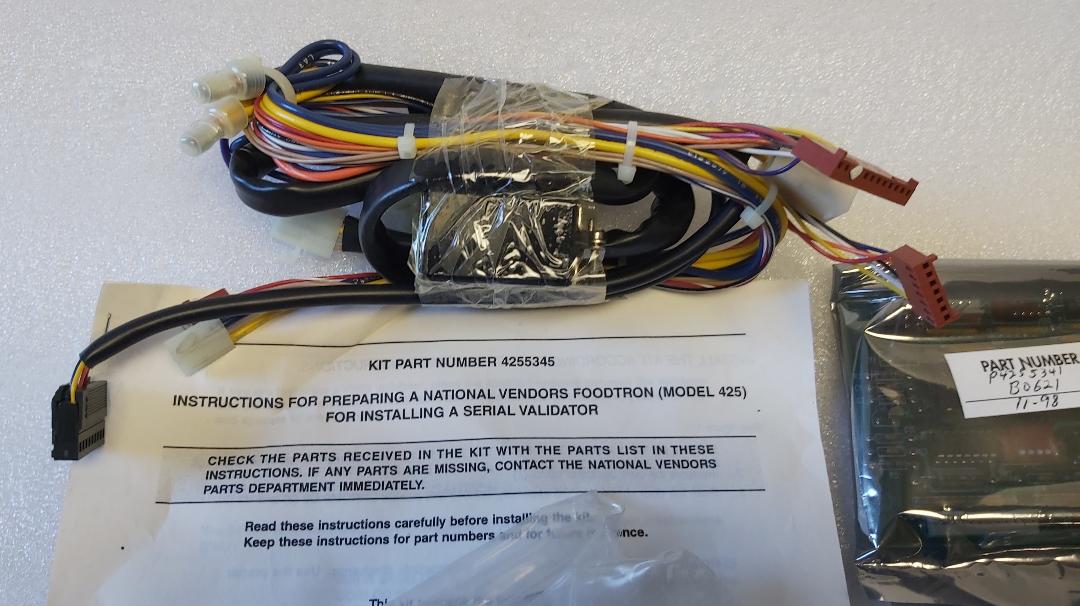 KIT PART NUMBER 4255345
INSTRUCTIONS FOR PREPARING A NATIONAL VENDORS FOODTRON (MODEL 425)
FOR INSTALLING A SERIAL VALIDATOR
CHECK THE PARTS RECEIVED IN THE KIT WITH THE PARTS LIST IN THESE
INSTRUCTIONS. IF ANY PARTS ARE MISSING, CONTACT THE NATIONAL VENDORS
PARTS DEPARTMENT IMMEDIATELY.
Read these instructions carefully before installing the kit.
Keep these instructions for part numbers and for future
PART NUMBER
P4255341
B0621
11-98